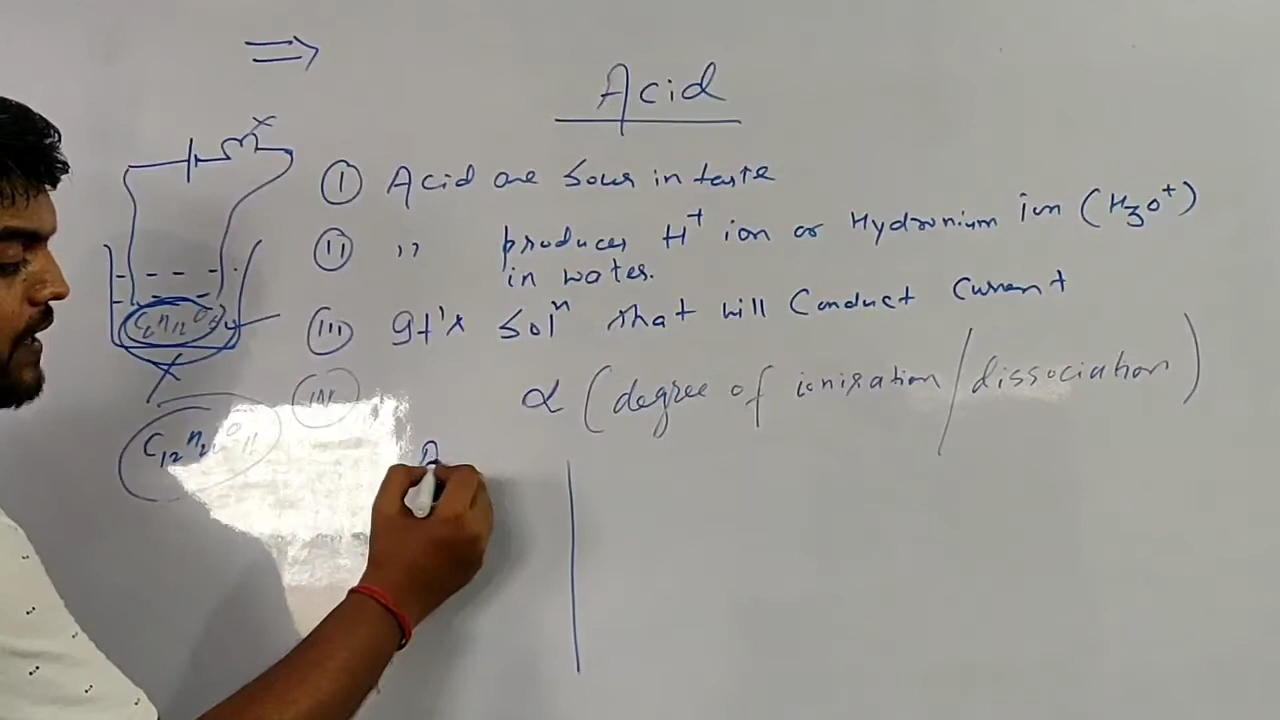 Acid
(I) Acid are sour in taste
(II) ,, produces H+ ion or Hydronium ion (H3O+)
in water.
(III) It's solⁿ that will Conduct Current
(IV) α (degree of ionisation/dissociation)
C6H12O6
C12H22O11
A